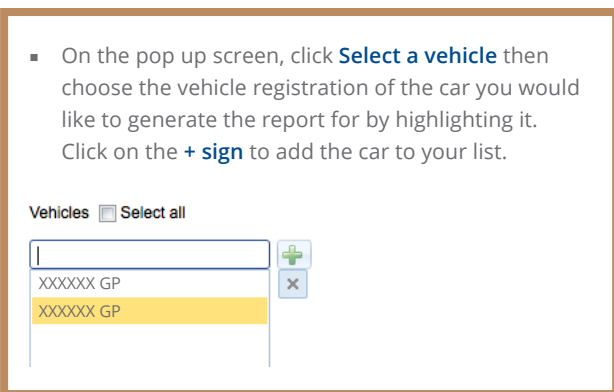 ▪ On the pop up screen, click Select a vehicle then
choose the vehicle registration of the car you would
like to generate the report for by highlighting it.
Click on the + sign to add the car to your list.
Vehicles Select all
XXXXXX GP
XXXXXX GP